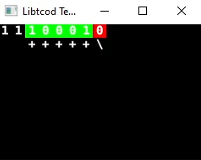 Libtcod Te...
1 1 1 0 0 0 1 0
+ + + + + \